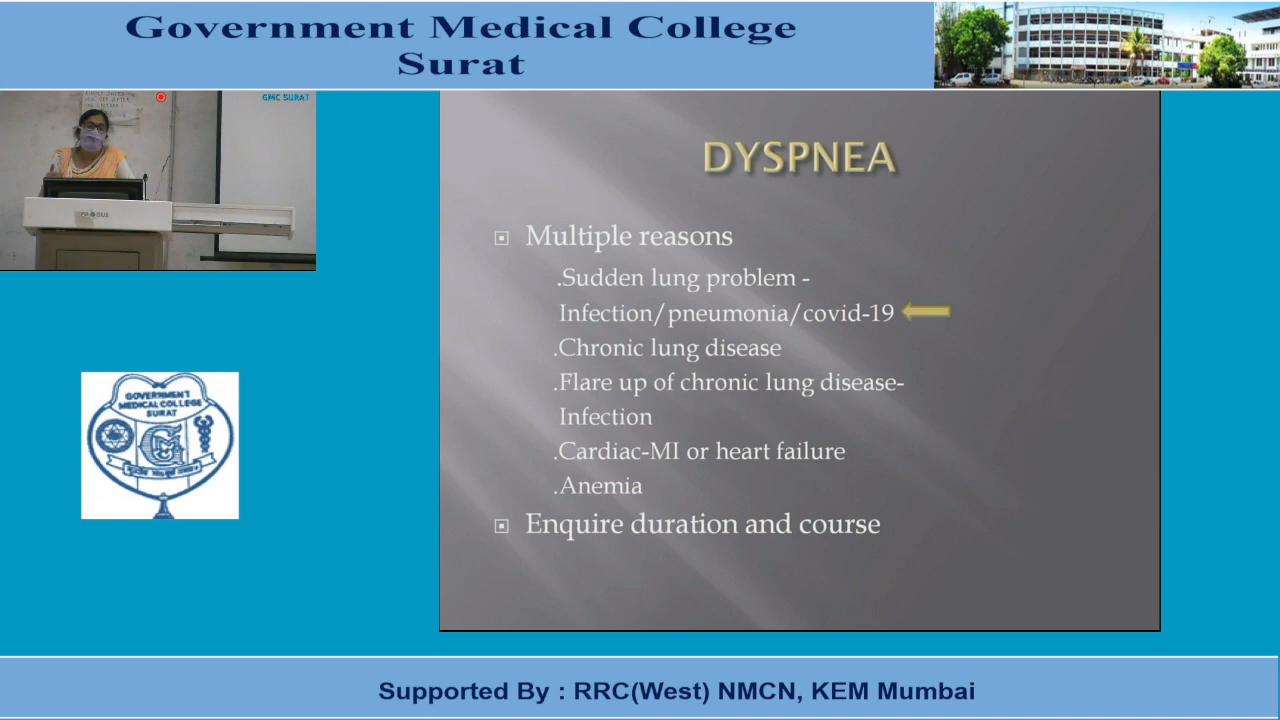 Government Medical College
Surat
GMC SURAT
DYSPNEA
Multiple reasons
.Sudden lung problem -
Infection/pneumonia/covid-19
.Chronic lung disease
.Flare up of chronic lung disease-
Infection
.Cardiac-MI or heart failure
.Anemia
Enquire duration and course
GOVERNMENT
MEDICAL COLLEGE
SURAT
Supported By : RRC(West) NMCN, KEM Mumbai